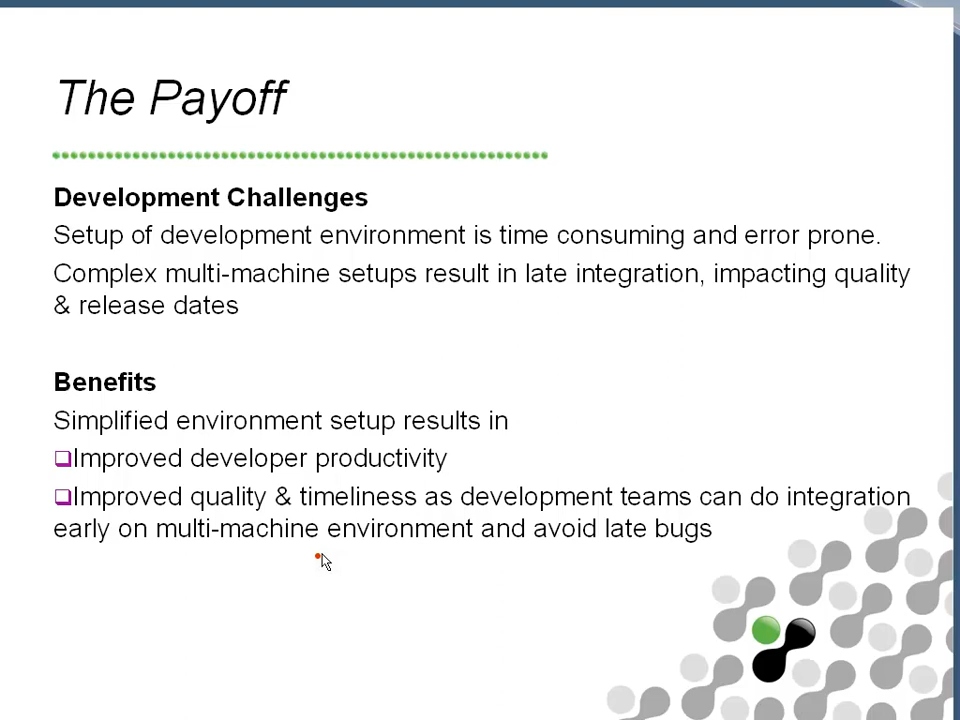 The Payoff
Development Challenges
Setup of development environment is time consuming and error prone.
Complex multi-machine setups result in late integration, impacting quality
& release dates
Benefits
Simplified environment setup results in
❑Improved developer productivity
❑Improved quality & timeliness as development teams can do integration
early on multi-machine environment and avoid late bugs